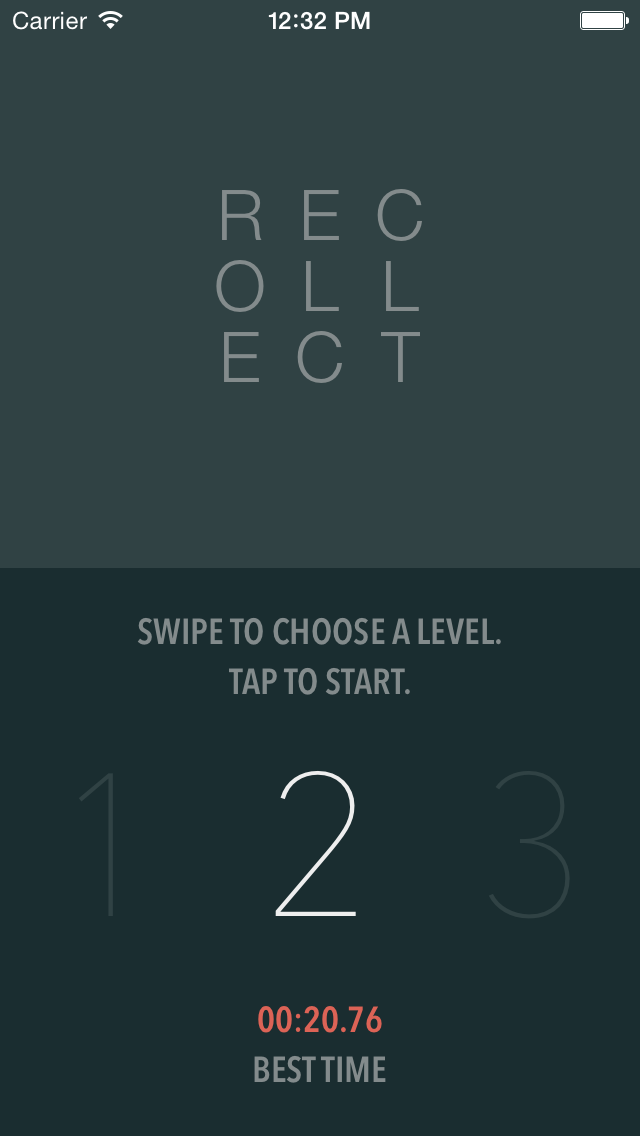 Carrier 12:32 PM
R E C
O L L
E C T
SWIPE TO CHOOSE A LEVEL.
TAP TO START.
1 2 3
00:20.76
BEST TIME